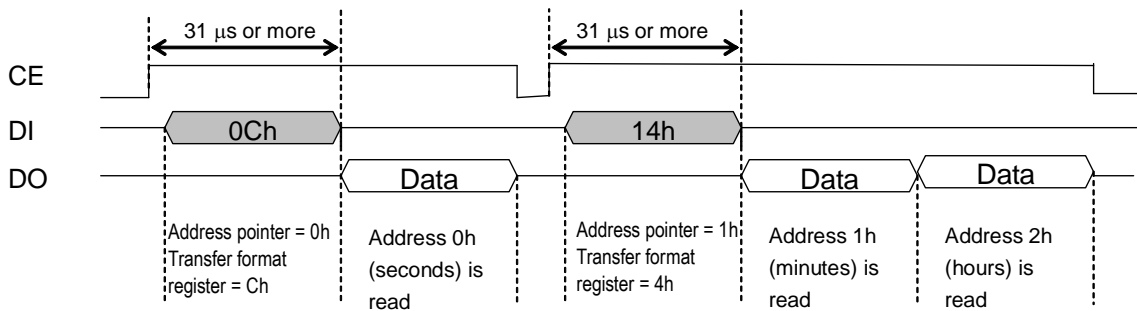 31 μs or more
31 μs or more
CE
DI
0Ch
14h
DO
Data
Data
Data
Address pointer = 0h
Transfer format
register = Ch
Address 0h
(seconds) is
read
Address pointer = 1h
Transfer format
register = 4h
Address 1h
(minutes) is
read
Address 2h
(hours) is
read